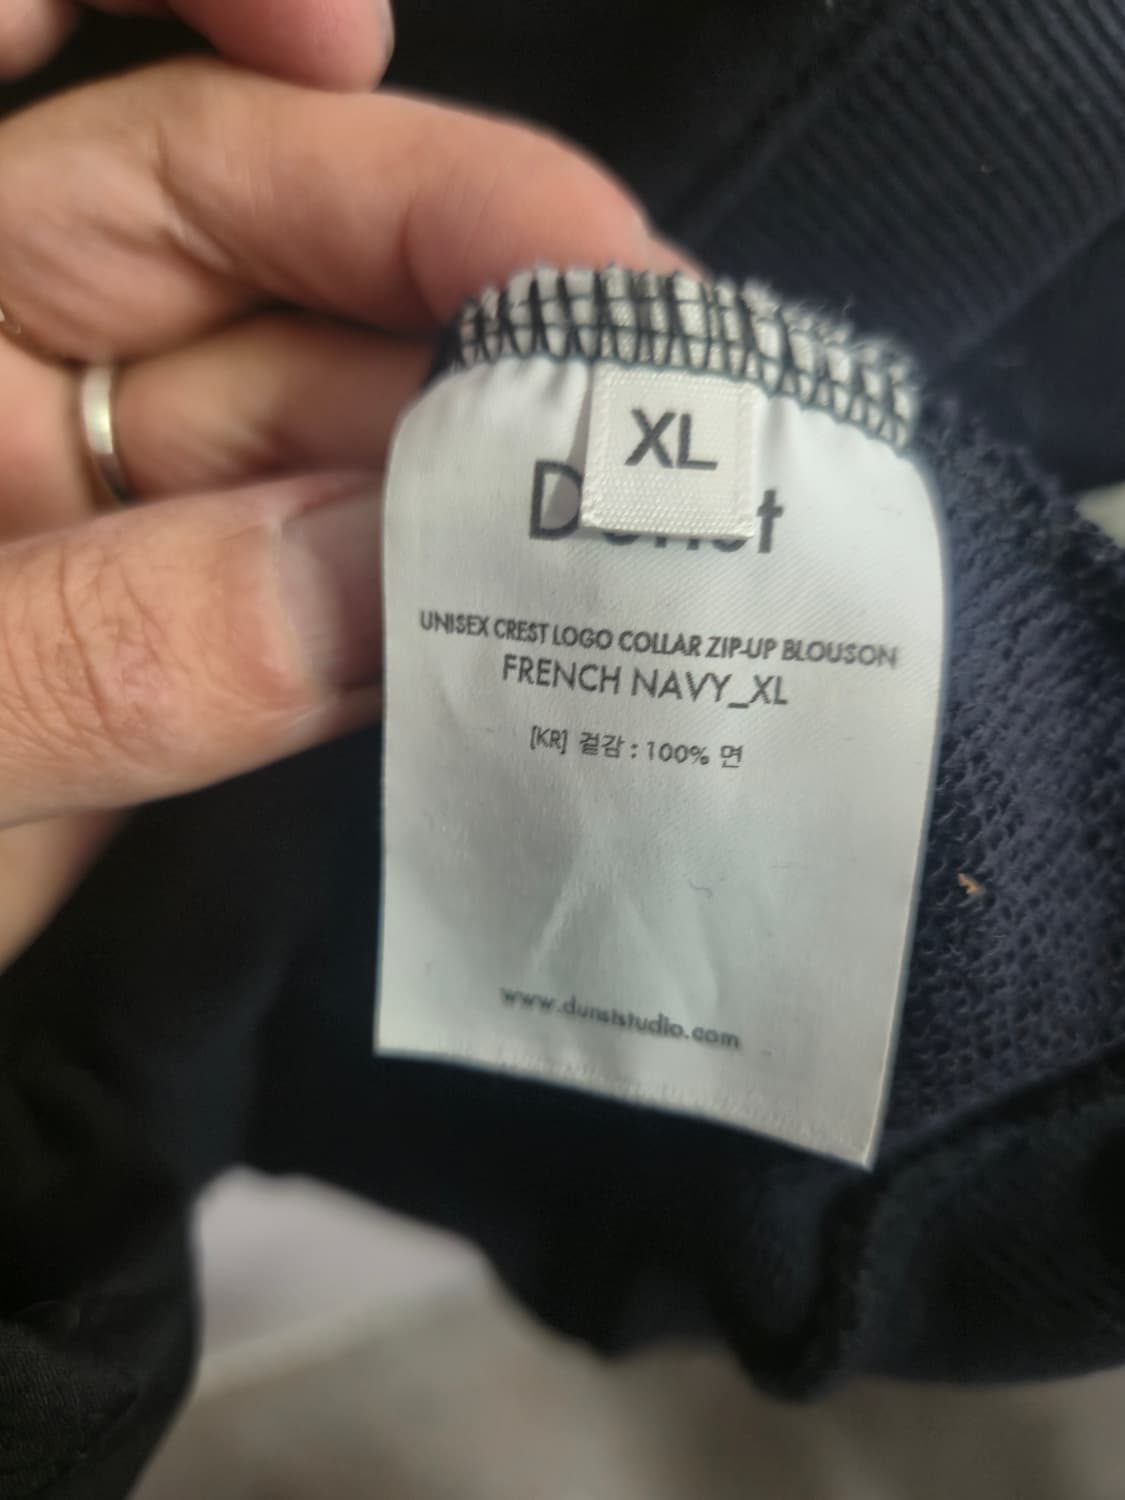 XL
UNISEX CREST LOGO COLLAR ZIP-UP BLOUSON
FRENCH NAVY_XL
[KR] 겉감 : 100% 면
www.dunststudio.com